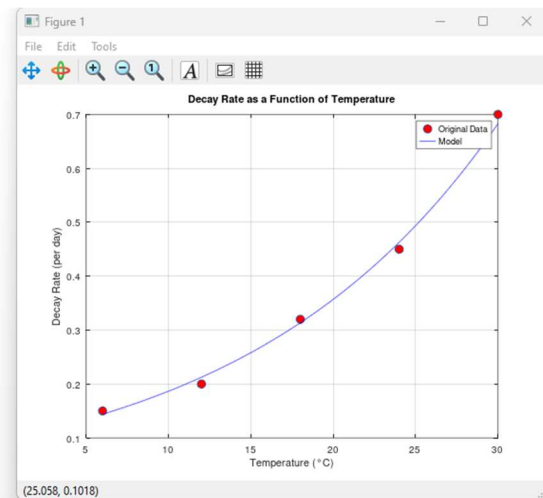 Figure 1
File Edit Tools
1 A
Decay Rate as a Function of Temperature
Original Data
Model
Decay Rate (per day)
0.7
0.6
0.5
0.4
0.3
0.2
0.1
5 10 15 20 25 30
Temperature (°C)
(25.058, 0.1018)